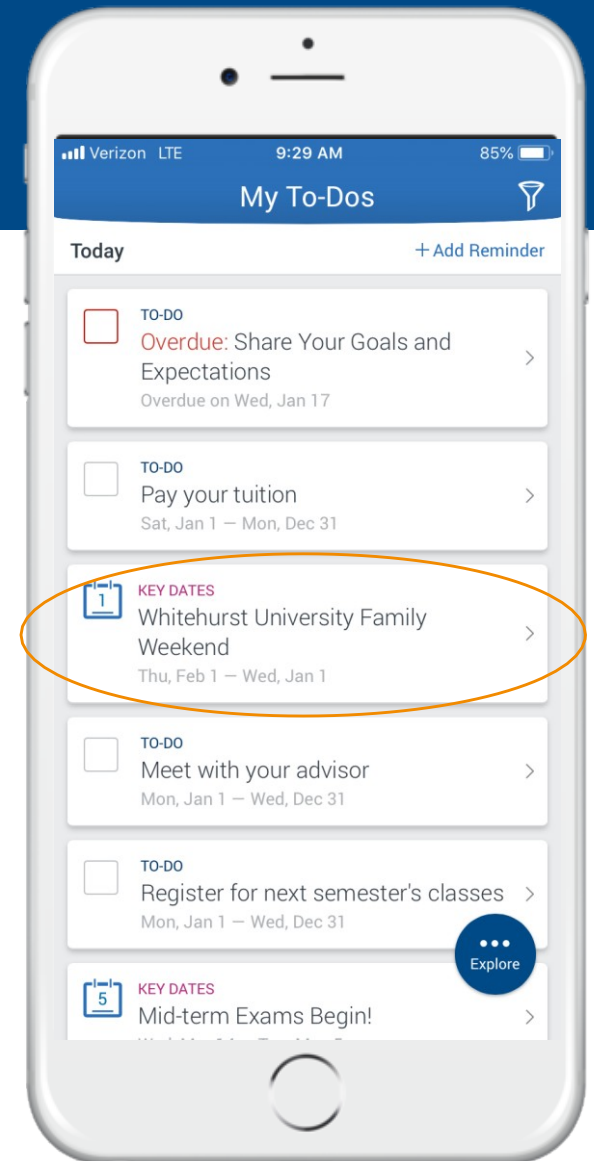 Verizon LTE 9:29 AM 85%
My To-Dos
Today + Add Reminder
TO-DO
Overdue: Share Your Goals and
Expectations
Overdue on Wed, Jan 17
TO-DO
Pay your tuition
Sat, Jan 1 — Mon, Dec 31
1
KEY DATES
Whitehurst University Family
Weekend
Thu, Feb 1 — Wed, Jan 1
TO-DO
Meet with your advisor
Mon, Jan 1 — Wed, Dec 31
TO-DO
Register for next semester's classes
Mon, Jan 1 — Wed, Dec 31
Explore
5
KEY DATES
Mid-term Exams Begin!